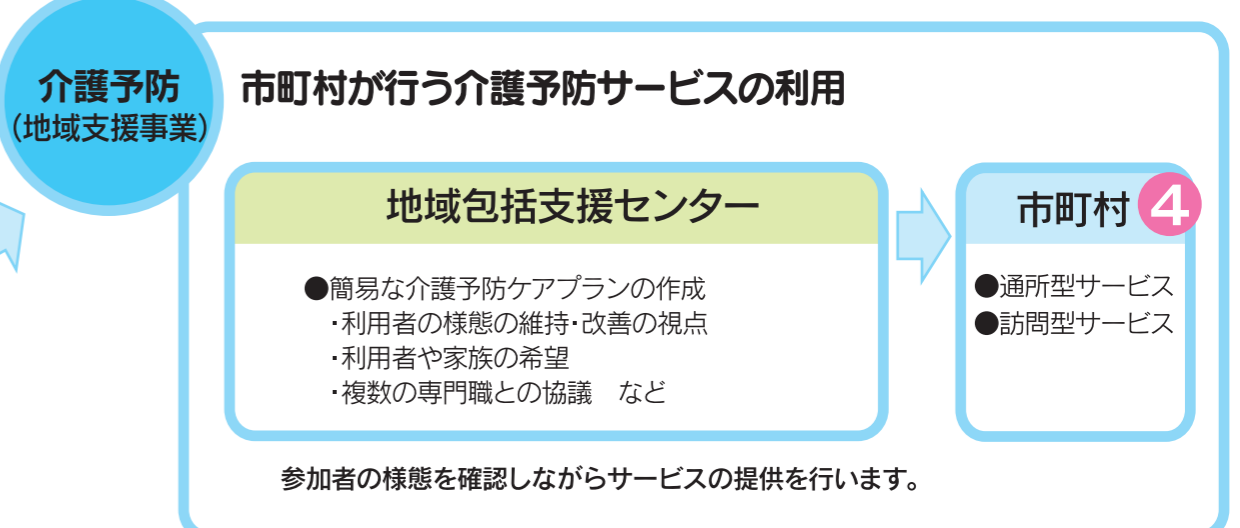 介護予防
(地域支援事業)
市町村が行う介護予防サービスの利用
地域包括支援センター
●簡易な介護予防ケアプランの作成
・利用者の様態の維持・改善の視点
・利用者や家族の希望
・複数の専門職との協議　など
市町村 4
●通所型サービス
●訪問型サービス
参加者の様態を確認しながらサービスの提供を行います。